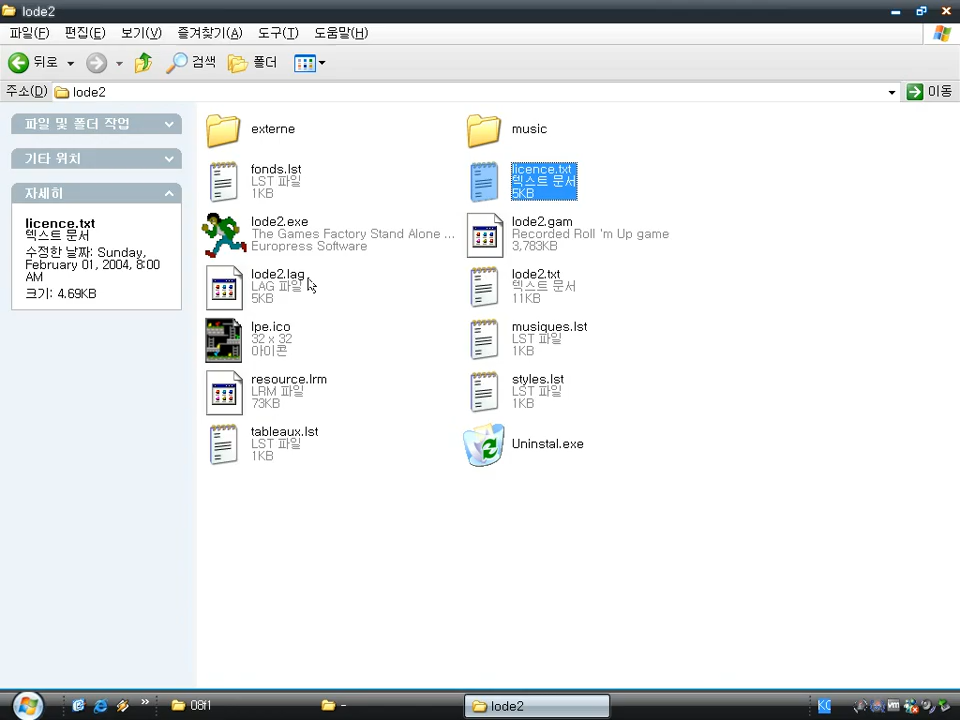 lode2
파일(F) 편집(E) 보기(V) 즐겨찾기(A) 도구(T) 도움말(H)
뒤로 검색 폴더
주소(D) lode2 이동
파일 및 폴더 작업
기타 위치
자세히
licence.txt
텍스트 문서
수정한 날짜: Sunday,
February 01, 2004, 8:00
AM
크기: 4.69KB
externe
music
fonds.lst
LST 파일
1KB
licence.txt
텍스트 문서
5KB
lode2.exe
The Games Factory Stand Alone ...
Europress Software
lode2.gam
Recorded Roll 'm Up game
3,783KB
lode2.lag
LAG 파일
5KB
lode2.txt
텍스트 문서
11KB
lpe.ico
32 x 32
아이콘
musiques.lst
LST 파일
1KB
resource.lrm
LRM 파일
73KB
styles.lst
LST 파일
1KB
tableaux.lst
LST 파일
1KB
Uninstal.exe
08f1 - lode2 KC